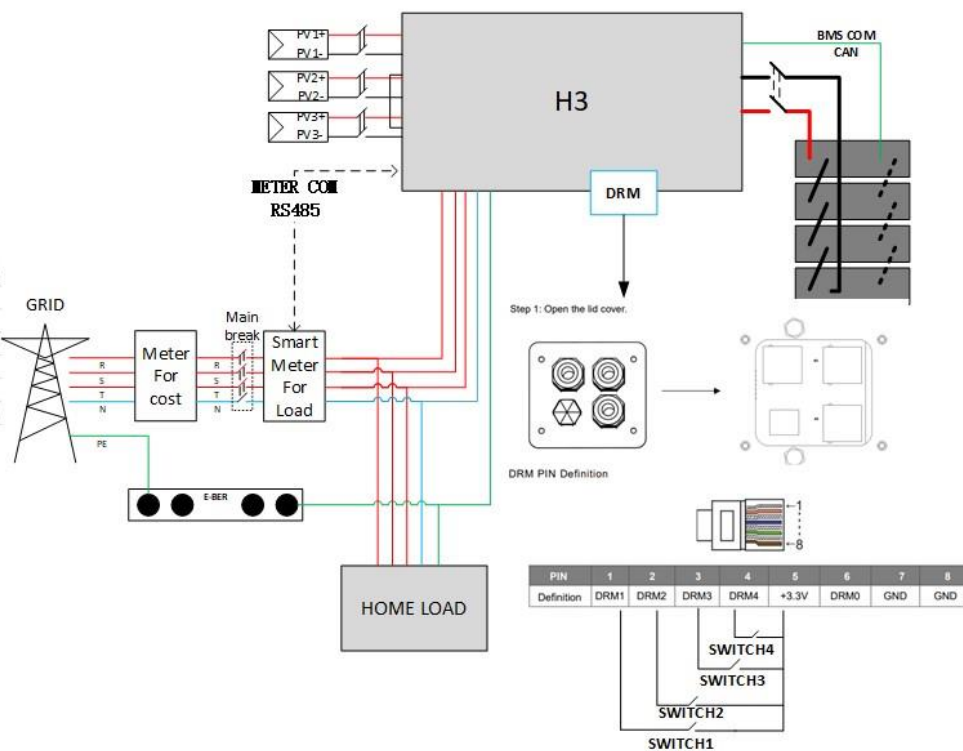 PV1+
PV1-
PV2+
PV2-
PV3+
PV3-
H3
BMS COM
CAN
METER COM
RS485
DRM
Step 1: Open the lid cover.
GRID
Main
break
Meter
For
cost
Smart
Meter
For
Load
R
S
T
N
R
S
T
N
PE
E-BER
DRM PIN Definition
1
8
HOME LOAD
PIN 1 2 3 4 5 6 7 8
Definition DRM1 DRM2 DRM3 DRM4 +3.3V DRM0 GND GND
SWITCH4
SWITCH3
SWITCH2
SWITCH1